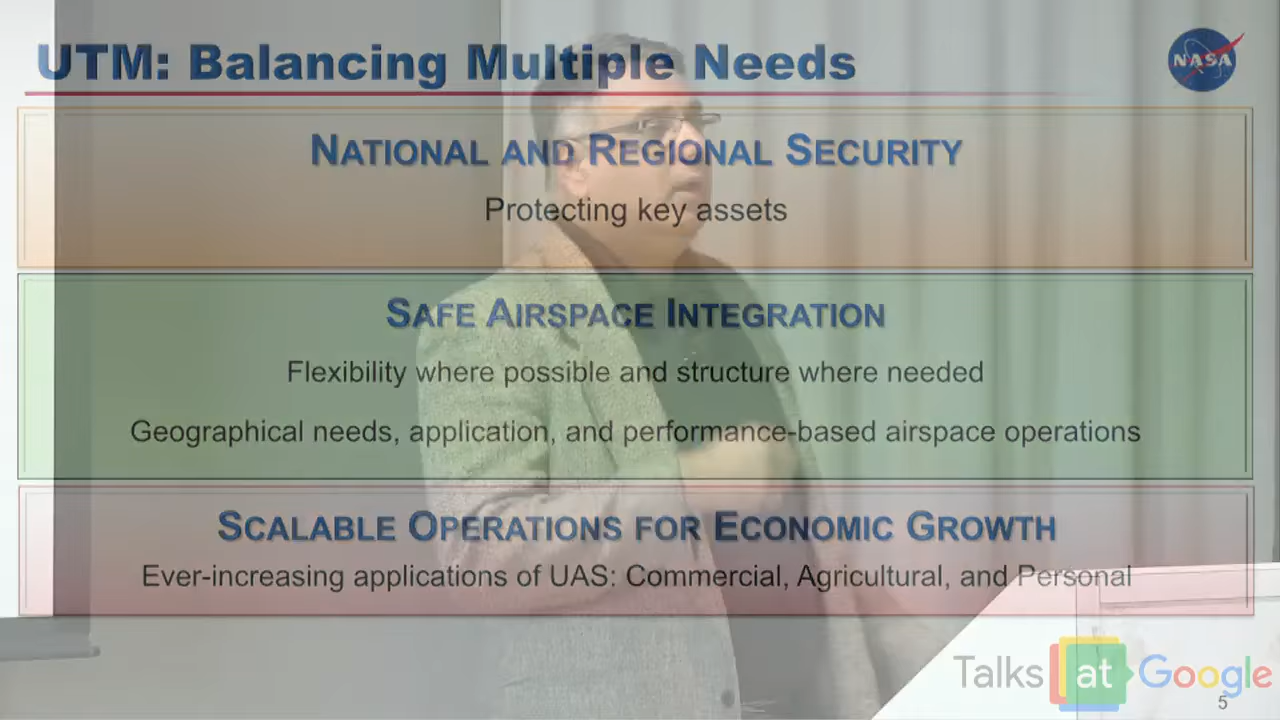 UTM: Balancing Multiple Needs
NASA
NATIONAL AND REGIONAL SECURITY
Protecting key assets
SAFE AIRSPACE INTEGRATION
Flexibility where possible and structure where needed
Geographical needs, application, and performance-based airspace operations
SCALABLE OPERATIONS FOR ECONOMIC GROWTH
Ever-increasing applications of UAS: Commercial, Agricultural, and Personal
Talks at Google
5